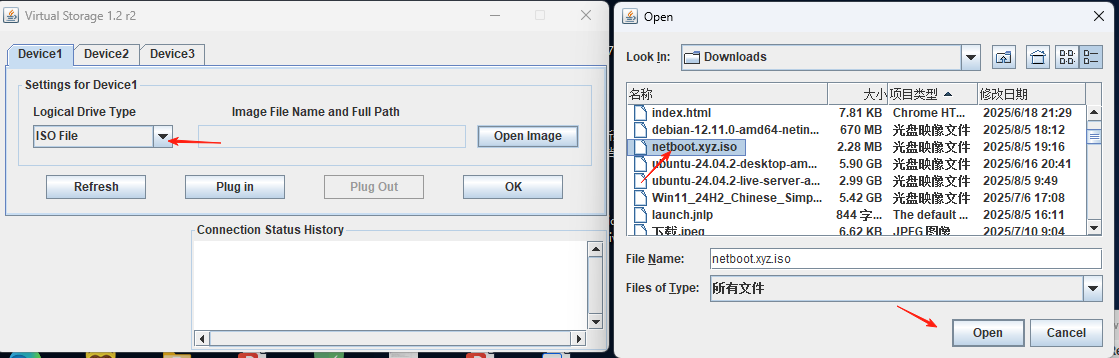 Virtual Storage 1.2 r2
Device1 Device2 Device3
Settings for Device1
Logical Drive Type Image File Name and Full Path
ISO File Open Image
Refresh Plug in Plug Out OK
Connection Status History
Open
Look In: Downloads
名称 大小 项目类型 修改日期
index.html 7.81 KB Chrome HT... 2025/6/18 21:29
debian-12.11.0-amd64-netin... 670 MB 光盘映像文件 2025/8/5 18:12
netboot.xyz.iso 2.28 MB 光盘映像文件 2025/8/5 19:16
ubuntu-24.04.2-desktop-am... 5.90 GB 光盘映像文件 2025/6/16 20:41
ubuntu-24.04.2-live-server-a... 2.99 GB 光盘映像文件 2025/8/5 9:49
Win11_24H2_Chinese_Simp... 5.42 GB 光盘映像文件 2025/7/6 17:08
launch.jnlp 844 字... The default ... 2025/8/5 16:11
下载.jpeg 6.62 KB JPEG 图像 2025/7/10 9:04
File Name: netboot.xyz.iso
Files of Type: 所有文件
Open Cancel